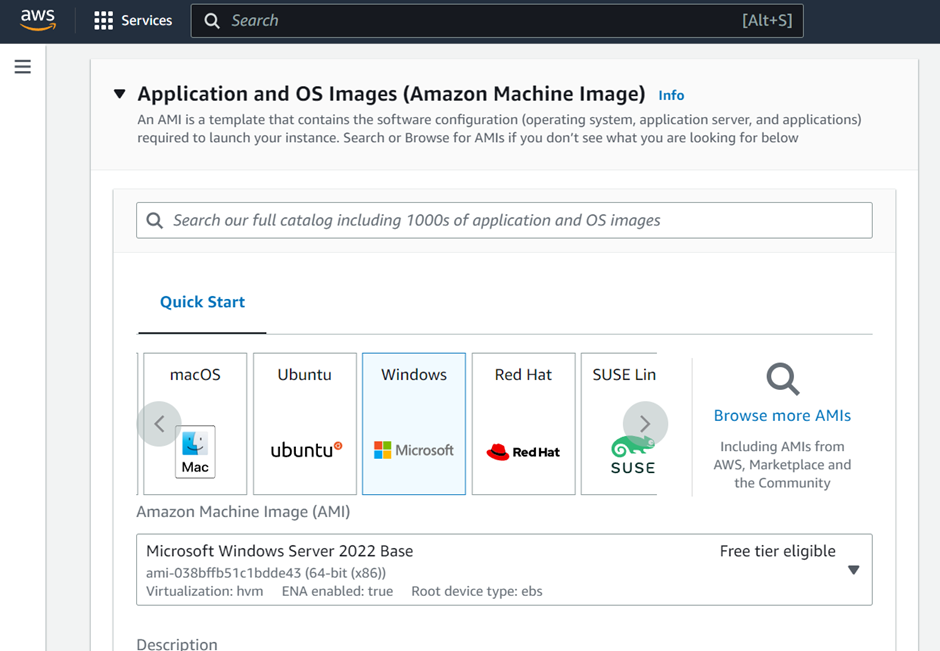 aws
Services
Search
[Alt+S]
Application and OS Images (Amazon Machine Image) Info
An AMI is a template that contains the software configuration (operating system, application server, and applications)
required to launch your instance. Search or Browse for AMIs if you don’t see what you are looking for below
Search our full catalog including 1000s of application and OS images
Quick Start
macOS
Mac
Ubuntu
ubuntu
Windows
Microsoft
Red Hat
Red Hat
SUSE Lin
SUSE
Browse more AMIs
Including AMIs from
AWS, Marketplace and
the Community
Amazon Machine Image (AMI)
Microsoft Windows Server 2022 Base
Free tier eligible
ami-038bffb51c1bdde43 (64-bit (x86))
Virtualization: hvm ENA enabled: true Root device type: ebs
Description